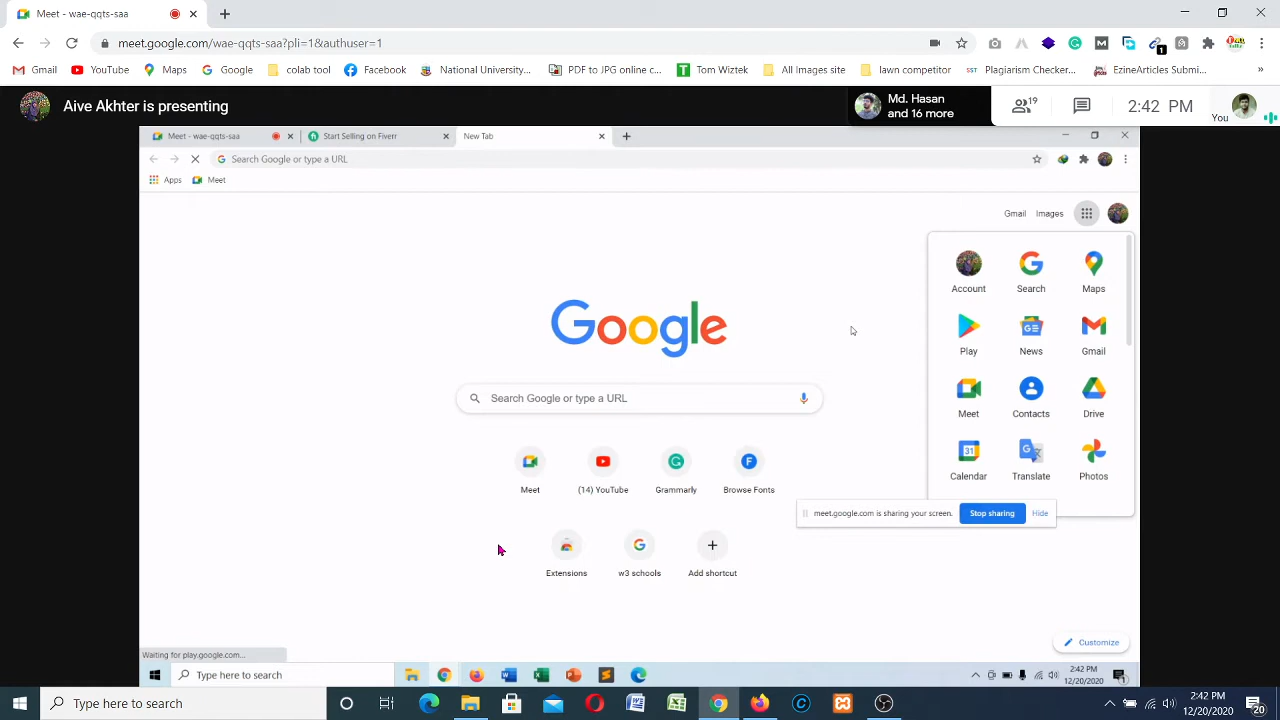 Meet - wae-qqts-saa
meet.google.com/wae-qqts-saa?pli=1&authuser=1
Gmail YouTube Maps Google colab tool Facebook National University... PDF to JPG online c... Tom Wiztek All Images site lawn competitor Plagiarism Checker... EzineArticles Submi... »
Aive Akhter is presenting
Md. Hasan
and 16 more
19
2:42 PM
You
Meet - wae-qqts-saa Start Selling on Fiverr New Tab
Search Google or type a URL
Apps Meet
Gmail Images
Account Search Maps
Google
Play News Gmail
Search Google or type a URL
Meet Contacts Drive
Calendar Translate Photos
Meet (14) YouTube Grammarly Browse Fonts
meet.google.com is sharing your screen. Stop sharing Hide
Extensions w3 schools Add shortcut
Customize
Waiting for play.google.com...
Type here to search
2:42 PM
12/20/2020
Type here to search
2:42 PM
12/20/2020
20